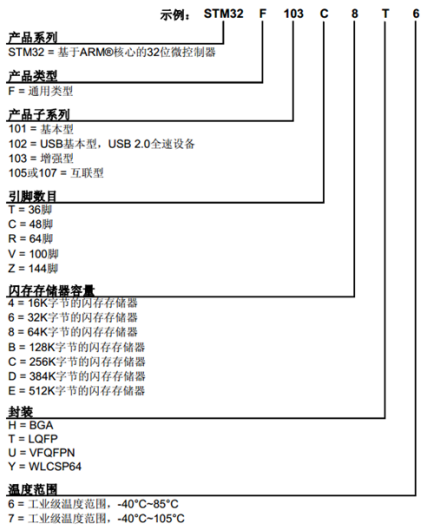 示例： STM32 F 103 C 8 T 6
产品系列
STM32 = 基于ARM®核心的32位微控制器
产品类型
F = 通用类型
产品子系列
101 = 基本型
102 = USB基本型，USB 2.0全速设备
103 = 增强型
105或107 = 互联型
引脚数目
T = 36脚
C = 48脚
R = 64脚
V = 100脚
Z = 144脚
闪存存储器容量
4 = 16K字节的闪存存储器
6 = 32K字节的闪存存储器
8 = 64K字节的闪存存储器
B = 128K字节的闪存存储器
C = 256K字节的闪存存储器
D = 384K字节的闪存存储器
E = 512K字节的闪存存储器
封装
H = BGA
T = LQFP
U = VFQFPN
Y = WLCSP64
温度范围
6 = 工业级温度范围，-40°C~85°C
7 = 工业级温度范围，-40°C~105°C